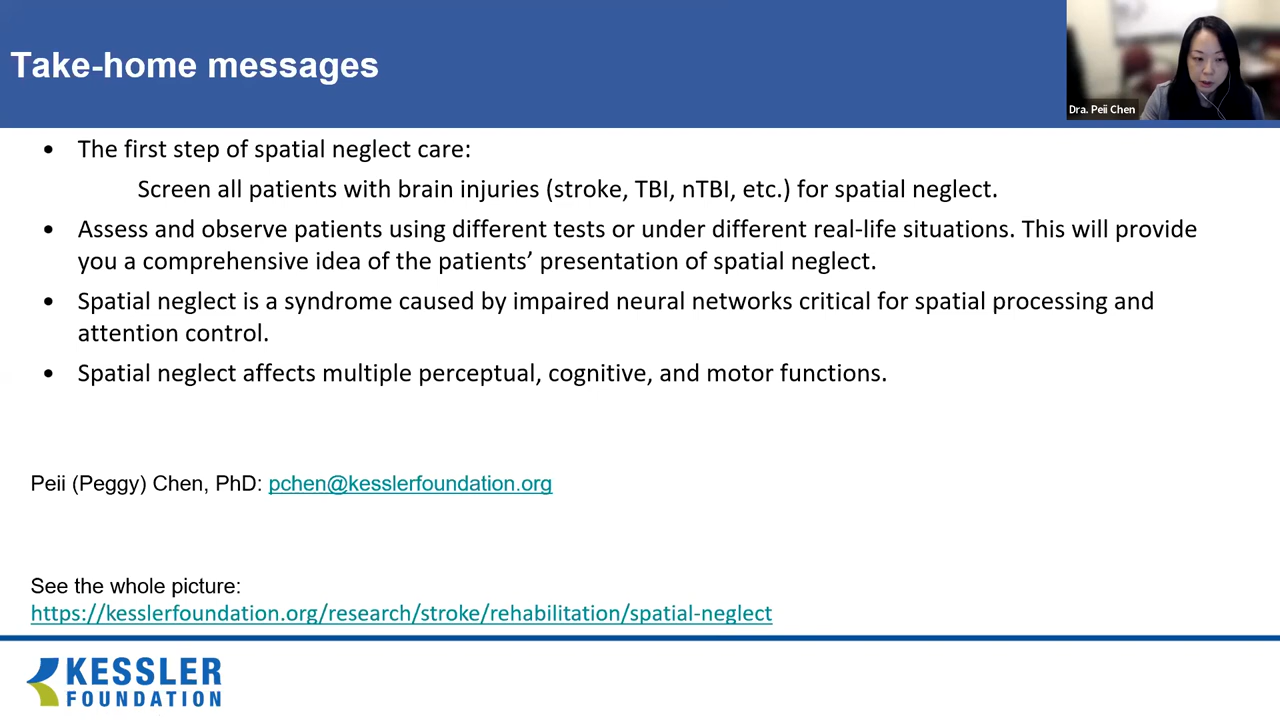 Take-home messages
Dra. Peii Chen
• The first step of spatial neglect care:
Screen all patients with brain injuries (stroke, TBI, nTBI, etc.) for spatial neglect.
• Assess and observe patients using different tests or under different real-life situations. This will provide
you a comprehensive idea of the patients’ presentation of spatial neglect.
• Spatial neglect is a syndrome caused by impaired neural networks critical for spatial processing and
attention control.
• Spatial neglect affects multiple perceptual, cognitive, and motor functions.
Peii (Peggy) Chen, PhD: pchen@kesslerfoundation.org
See the whole picture:
https://kesslerfoundation.org/research/stroke/rehabilitation/spatial-neglect
KESSLER
FOUNDATION